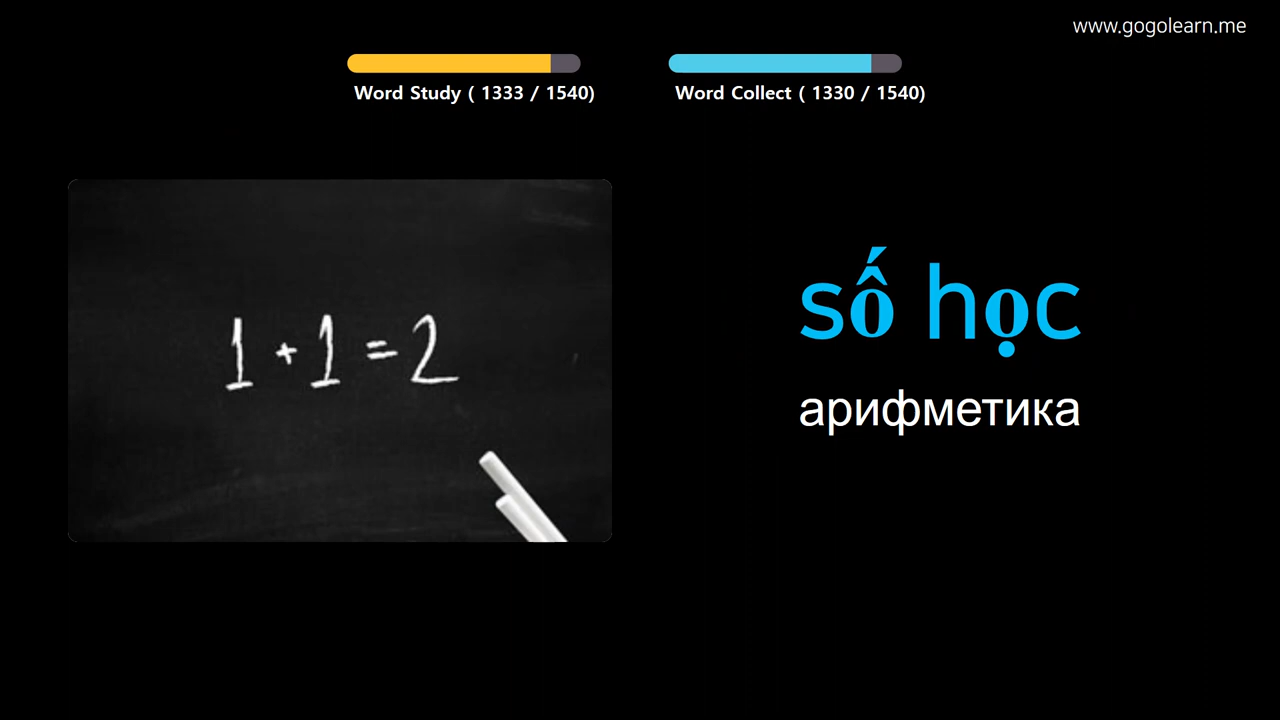 www.gogolearn.me
Word Study ( 1333 / 1540)
Word Collect ( 1330 / 1540)
1 + 1 = 2
số học
арифметика